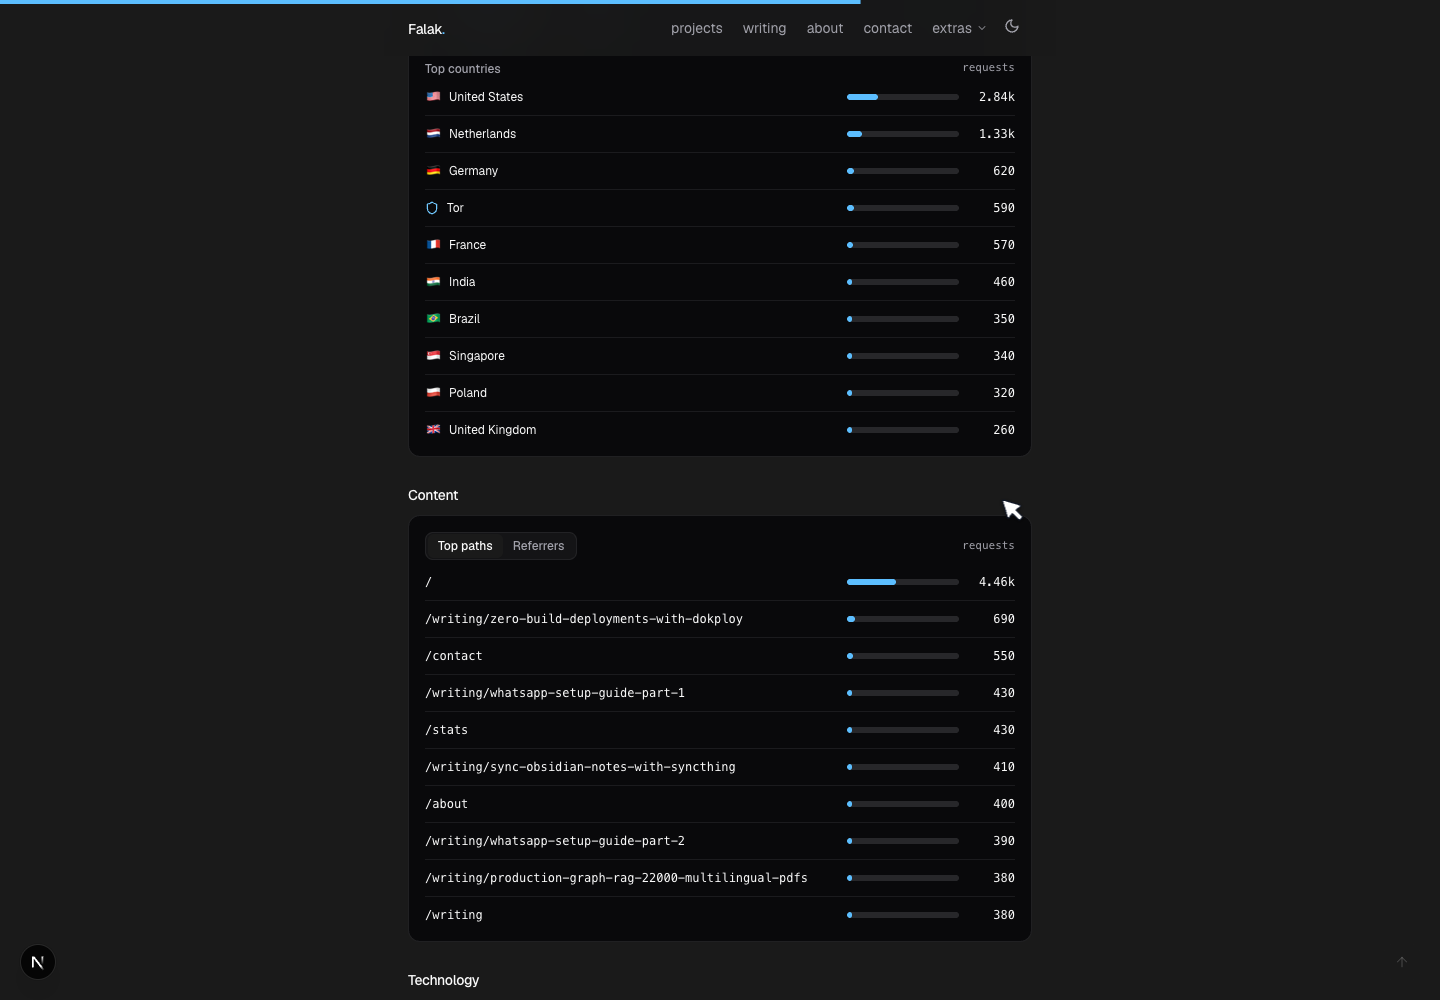 Falak.
projects writing about contact extras
Top countries requests
United States 2.84k
Netherlands 1.33k
Germany 620
Tor 590
France 570
India 460
Brazil 350
Singapore 340
Poland 320
United Kingdom 260
Content
Top paths Referrers requests
/ 4.46k
/writing/zero-build-deployments-with-dokploy 690
/contact 550
/writing/whatsapp-setup-guide-part-1 430
/stats 430
/writing/sync-obsidian-notes-with-syncthing 410
/about 400
/writing/whatsapp-setup-guide-part-2 390
/writing/production-graph-rag-22000-multilingual-pdfs 380
/writing 380
N
Technology